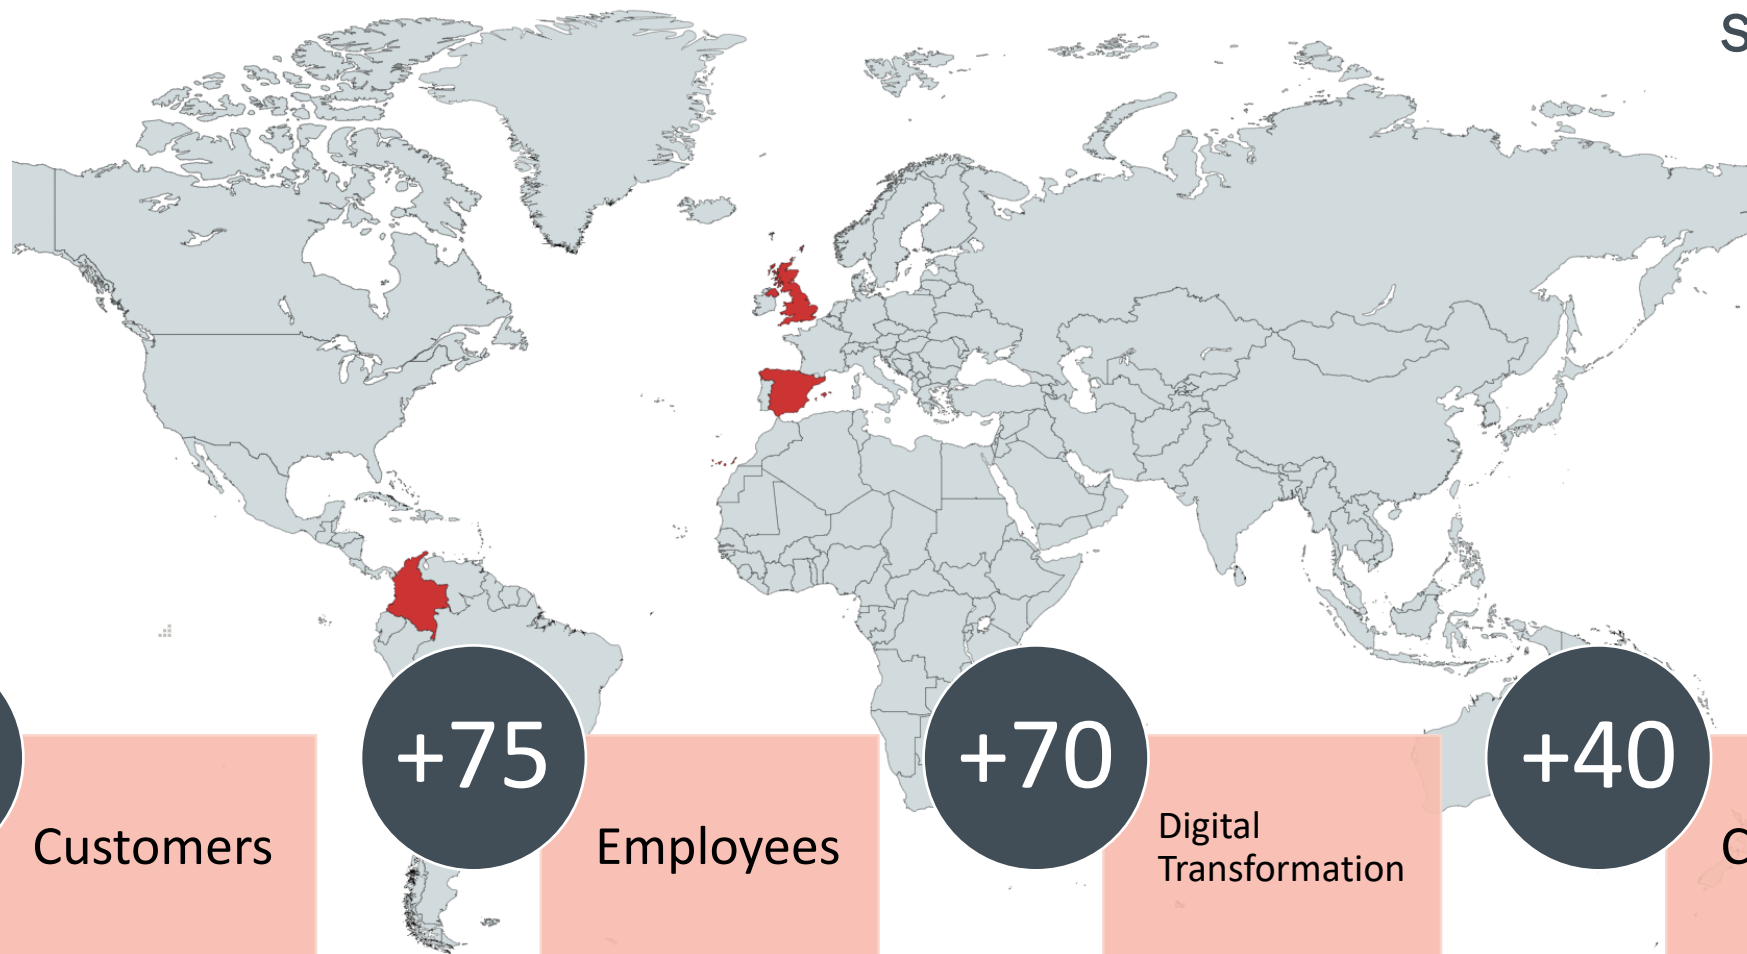 S
Customers
+75
Employees
+70
Digital
Transformation
+40